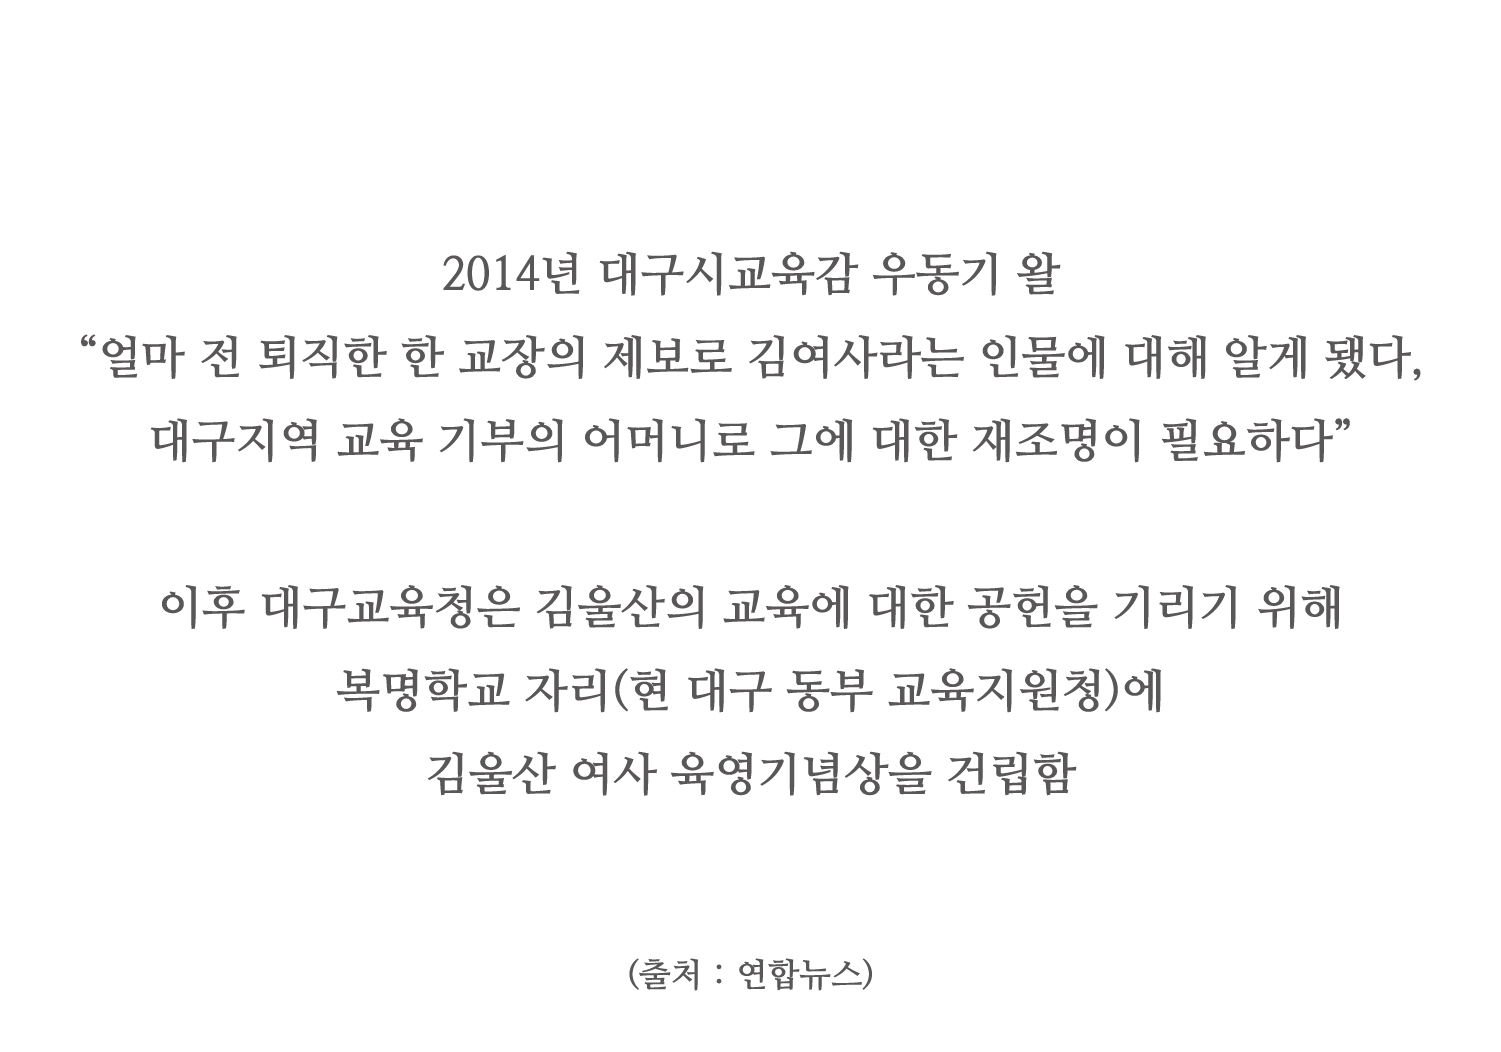 2014년 대구시교육감 우동기 왈
“얼마 전 퇴직한 한 교장의 제보로 김여사라는 인물에 대해 알게 됐다,
대구지역 교육 기부의 어머니로 그에 대한 재조명이 필요하다”
이후 대구교육청은 김울산의 교육에 대한 공헌을 기리기 위해
복명학교 자리(현 대구 동부 교육지원청)에
김울산 여사 육영기념상을 건립함
(출처 : 연합뉴스)